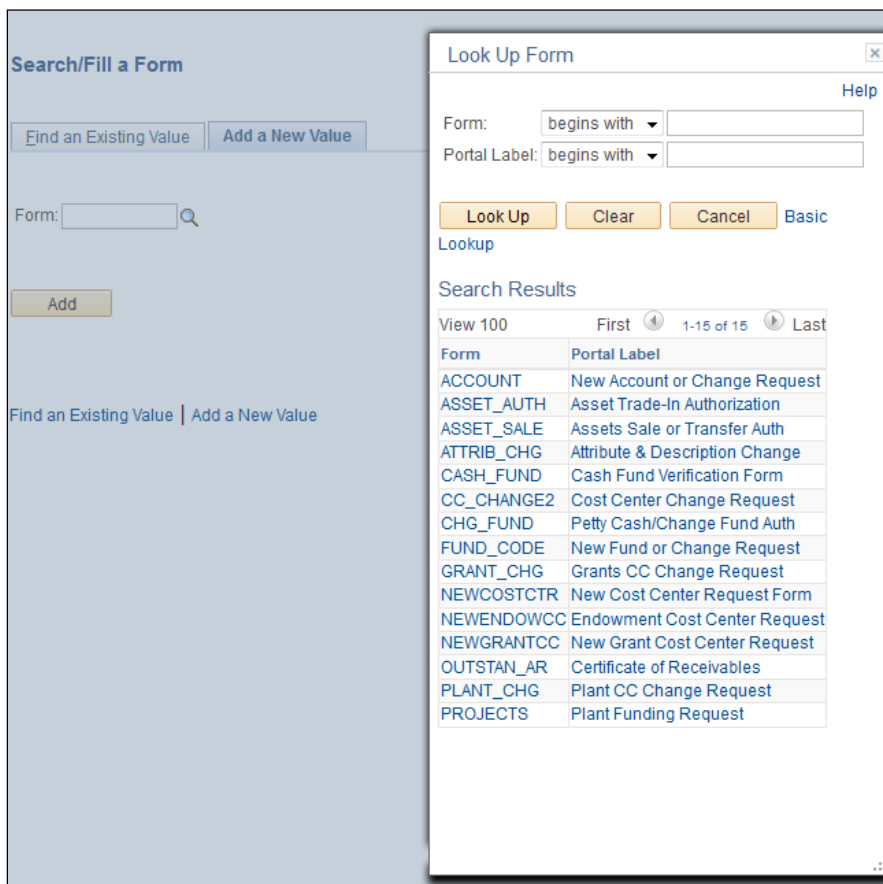 Search/Fill a Form
Find an Existing Value
Add a New Value
Form:
Add
Find an Existing Value | Add a New Value
Look Up Form
Help
Form: begins with
Portal Label: begins with
Look Up Clear Cancel Basic
Lookup
Search Results
View 100 First 1-15 of 15 Last
Form Portal Label
ACCOUNT New Account or Change Request
ASSET_AUTH Asset Trade-In Authorization
ASSET_SALE Assets Sale or Transfer Auth
ATTRIB_CHG Attribute & Description Change
CASH_FUND Cash Fund Verification Form
CC_CHANGE2 Cost Center Change Request
CHG_FUND Petty Cash/Change Fund Auth
FUND_CODE New Fund or Change Request
GRANT_CHG Grants CC Change Request
NEWCOSTCTR New Cost Center Request Form
NEWENDOWCC Endowment Cost Center Request
NEWGRANTCC New Grant Cost Center Request
OUTSTAN_AR Certificate of Receivables
PLANT_CHG Plant CC Change Request
PROJECTS Plant Funding Request